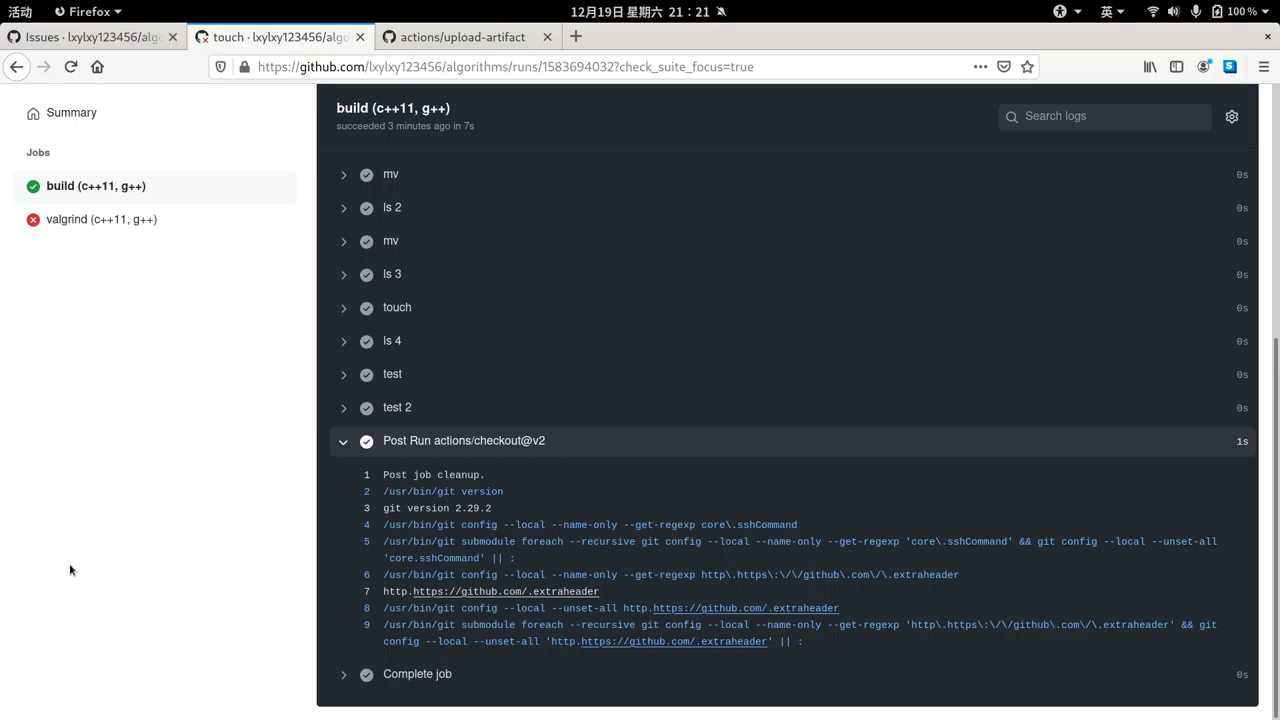 活动
Firefox
12月19日 星期六 21：21
英
100 %
Issues · lxylxy123456/algo
touch · lxylxy123456/algo
actions/upload-artifact
https://github.com/lxylxy123456/algorithms/runs/1583694032?check_suite_focus=true
Summary
Jobs
build (c++11, g++)
valgrind (c++11, g++)
build (c++11, g++)
succeeded 3 minutes ago in 7s
Search logs
mv 0s
ls 2 0s
mv 0s
ls 3 0s
touch 0s
ls 4 0s
test 0s
test 2 0s
Post Run actions/checkout@v2 1s
1 Post job cleanup.
2 /usr/bin/git version
3 git version 2.29.2
4 /usr/bin/git config --local --name-only --get-regexp core\.sshCommand
5 /usr/bin/git submodule foreach --recursive git config --local --name-only --get-regexp 'core\.sshCommand' && git config --local --unset-all
'core.sshCommand' || :
6 /usr/bin/git config --local --name-only --get-regexp http\.https\:\/\/github\.com\/\.extraheader
7 http.https://github.com/.extraheader
8 /usr/bin/git config --local --unset-all http.https://github.com/.extraheader
9 /usr/bin/git submodule foreach --recursive git config --local --name-only --get-regexp 'http\.https\:\/\/github\.com\/\.extraheader' && git
config --local --unset-all 'http.https://github.com/.extraheader' || :
Complete job 0s